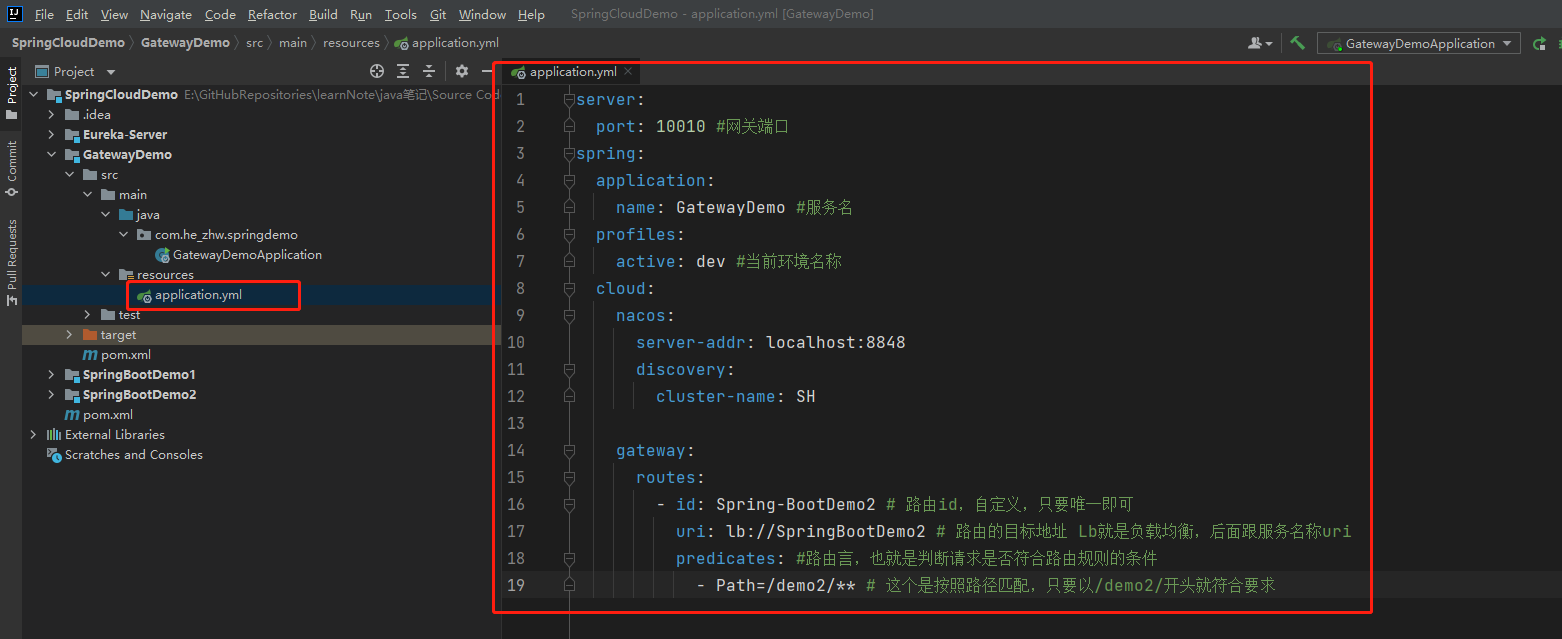 File Edit View Navigate Code Refactor Build Run Tools Git Window Help SpringCloudDemo - application.yml [GatewayDemo]
SpringCloudDemo GatewayDemo src main resources application.yml GatewayDemoApplication
Project
Commit
Pull Requests
Project
SpringCloudDemo E:\GitHubRepositories\learnNote\java笔记\Source Cod
.idea
Eureka-Server
GatewayDemo
src
main
java
com.he_zhw.springdemo
GatewayDemoApplication
resources
application.yml
test
target
pom.xml
SpringBootDemo1
SpringBootDemo2
pom.xml
External Libraries
Scratches and Consoles
application.yml
1 server:
2 port: 10010 #网关端口
3 spring:
4 application:
5 name: GatewayDemo #服务名
6 profiles:
7 active: dev #当前环境名称
8 cloud:
9 nacos:
10 server-addr: localhost:8848
11 discovery:
12 cluster-name: SH
13
14 gateway:
15 routes:
16 - id: Spring-BootDemo2 # 路由id，自定义，只要唯一即可
17 uri: lb://SpringBootDemo2 # 路由的目标地址 Lb就是负载均衡，后面跟服务名称uri
18 predicates: #路由言，也就是判断请求是否符合路由规则的条件
19 - Path=/demo2/** # 这个是按照路径匹配，只要以/demo2/开头就符合要求